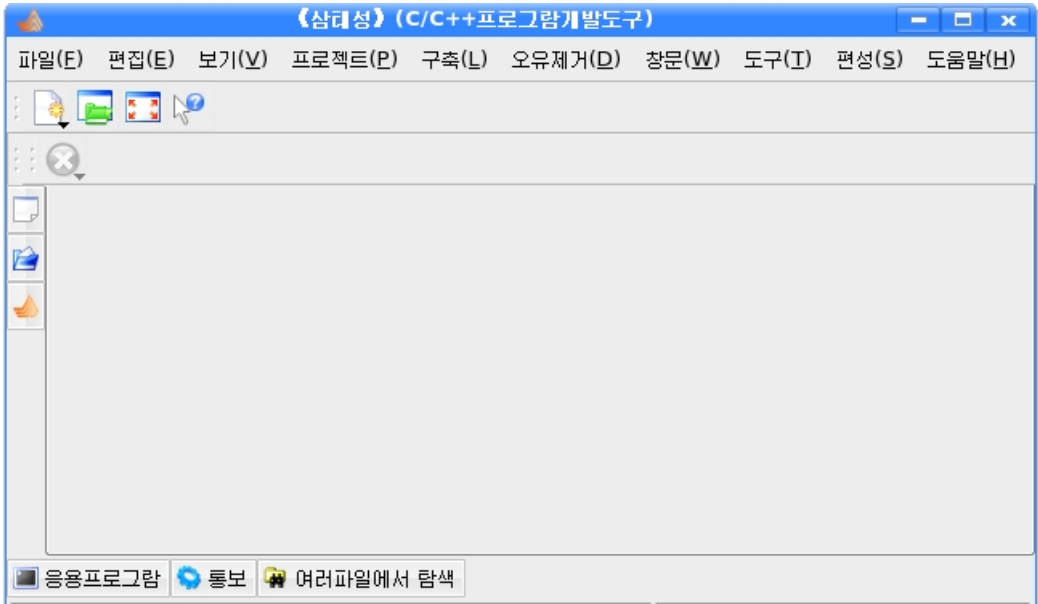 《삼태성》(C/C++프로그람개발도구)
파일(F) 편집(E) 보기(V) 프로젝트(P) 구축(L) 오유제거(D) 창문(W) 도구(T) 편성(S) 도움말(H)
응용프로그람 통보 여러파일에서 탐색